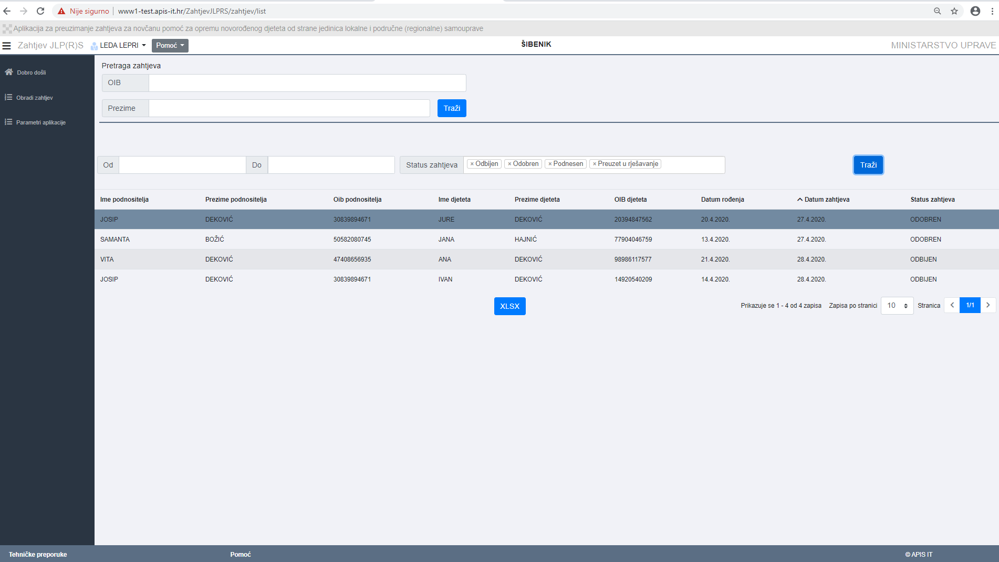 Nije sigurno www1-test.apis-it.hr/ZahtjevJLPRS/zahtjev/list
Aplikacija za preuzimanje zahtjeva za novčanu pomoć za opremu novorođenog djeteta od strane jedinica lokalne i područne (regionalne) samouprave
Zahtjev JLP(R)S LEDA LEPRI Pomoć ŠIBENIK MINISTARSTVO UPRAVE
Dobro došli
Obradi zahtjev
Parametri aplikacije
Pretraga zahtjeva
OIB
Prezime Traži
Od Do Status zahtjeva × Odbijen × Odobren × Podnesen × Preuzet u rješavanje Traži
Ime podnositelja Prezime podnositelja Oib podnositelja Ime djeteta Prezime djeteta OIB djeteta Datum rođenja Datum zahtjeva Status zahtjeva
JOSIP DEKOVIĆ 30839894671 JURE DEKOVIĆ 20394847562 20.4.2020. 27.4.2020. ODOBREN
SAMANTA BOŽIĆ 50582080745 JANA HAJNIĆ 77904046759 13.4.2020. 27.4.2020. ODOBREN
VITA DEKOVIĆ 47408656935 ANA DEKOVIĆ 98986117577 21.4.2020. 28.4.2020. ODBIJEN
JOSIP DEKOVIĆ 30839894671 IVAN DEKOVIĆ 14920540209 14.4.2020. 28.4.2020. ODBIJEN
XLSX Prikazuje se 1 - 4 od 4 zapisa Zapisa po stranici 10 Stranica 1/1
Tehničke preporuke Pomoć © APIS IT